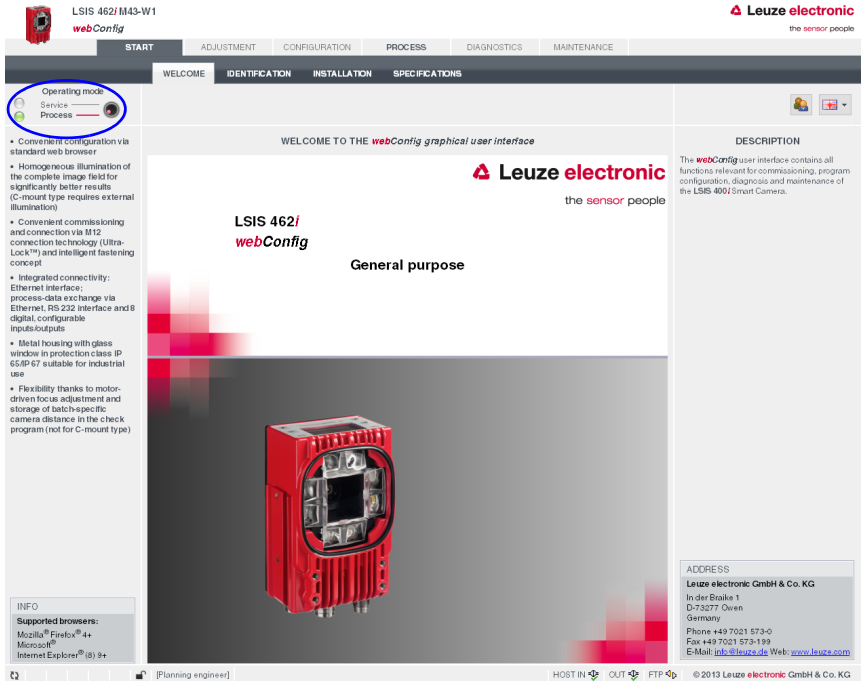 LSIS 462i M43-W1
webConfig
Leuze electronic
the sensor people
START ADJUSTMENT CONFIGURATION PROCESS DIAGNOSTICS MAINTENANCE
WELCOME IDENTIFICATION INSTALLATION SPECIFICATIONS
Operating mode
Service
Process
• Convenient configuration via
standard web browser
• Homogeneous illumination of
the complete image field for
significantly better results
(C-mount type requires external
illumination)
• Convenient commissioning
and connection via M12
connection technology (Ultra-
Lock™) and intelligent fastening
concept
• Integrated connectivity:
Ethernet interface;
process-data exchange via
Ethernet, RS 232 interface and 8
digital, configurable
inputs/outputs
• Metal housing with glass
window in protection class IP
65/IP 67 suitable for industrial
use
• Flexibility thanks to motor-
driven focus adjustment and
storage of batch-specific
camera distance in the check
program (not for C-mount type)
INFO
Supported browsers:
Mozilla® Firefox® 4+
Microsoft®
Internet Explorer® (8) 9+
WELCOME TO THE webConfig graphical user interface
Leuze electronic
the sensor people
LSIS 462i
webConfig
General purpose
DESCRIPTION
The webConfig user interface contains all
functions relevant for commissioning, program
configuration, diagnosis and maintenance of
the LSIS 400i Smart Camera.
ADDRESS
Leuze electronic GmbH & Co. KG
In der Braike 1
D-73277 Owen
Germany
Phone +49 7021 573-0
Fax +49 7021 573-199
E-Mail: info@leuze.de Web: www.leuze.com
[Planning engineer]
HOST IN OUT FTP
© 2013 Leuze electronic GmbH & Co. KG